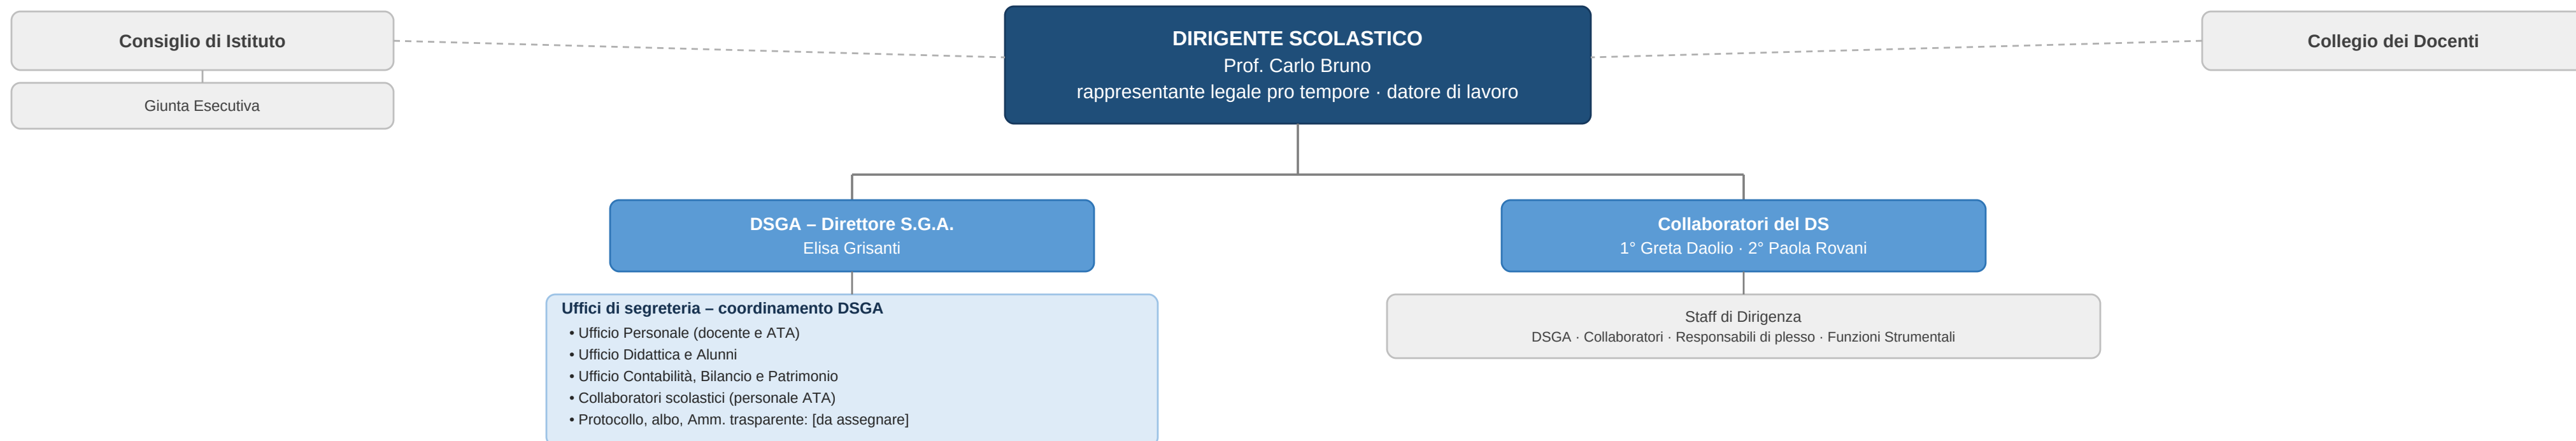 Consiglio di Istituto
Giunta Esecutiva
DIRIGENTE SCOLASTICO
Prof. Carlo Bruno
rappresentante legale pro tempore · datore di lavoro
Collegio dei Docenti
DSGA – Direttore S.G.A.
Elisa Grisanti
Collaboratori del DS
1° Greta Daolio · 2° Paola Rovani
Uffici di segreteria – coordinamento DSGA
• Ufficio Personale (docente e ATA)
• Ufficio Didattica e Alunni
• Ufficio Contabilità, Bilancio e Patrimonio
• Collaboratori scolastici (personale ATA)
• Protocollo, albo, Amm. trasparente: [da assegnare]
Staff di Dirigenza
DSGA · Collaboratori · Responsabili di plesso · Funzioni Strumentali